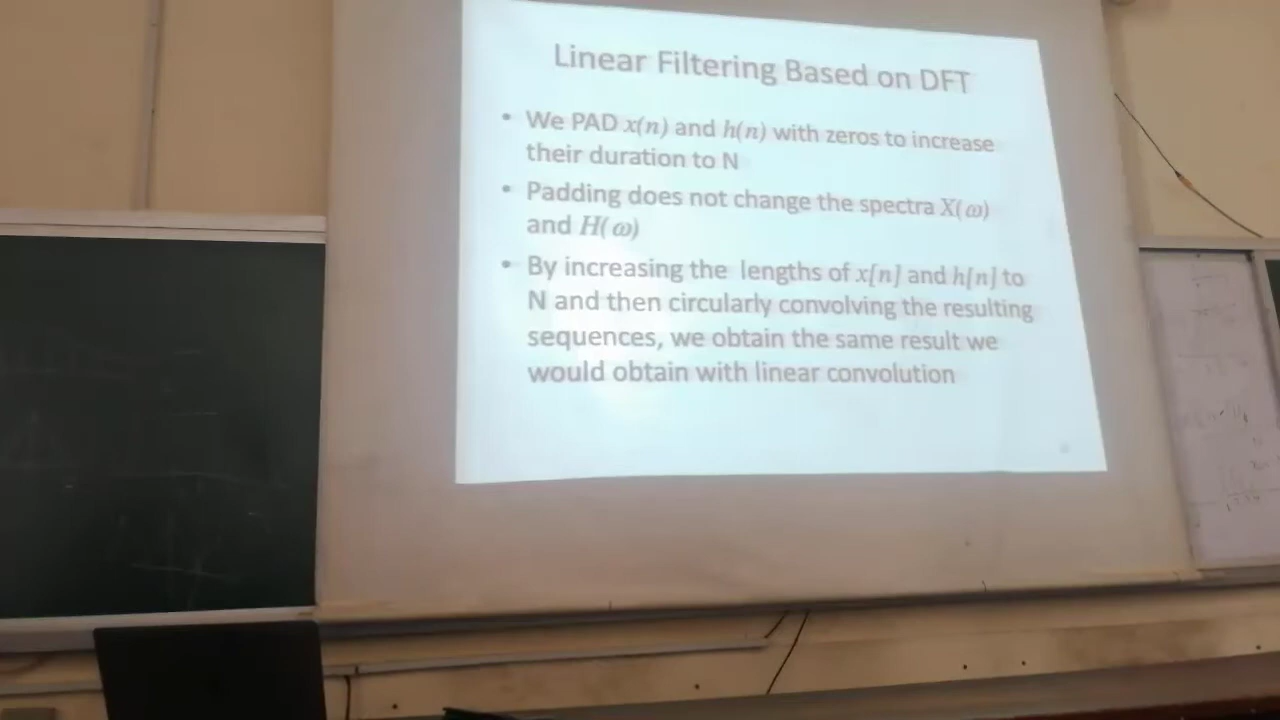 Linear Filtering Based on DFT
• We PAD x(n) and h(n) with zeros to increase
their duration to N
• Padding does not change the spectra X(ω)
and H(ω)
• By increasing the lengths of x[n] and h[n] to
N and then circularly convolving the resulting
sequences, we obtain the same result we
would obtain with linear convolution